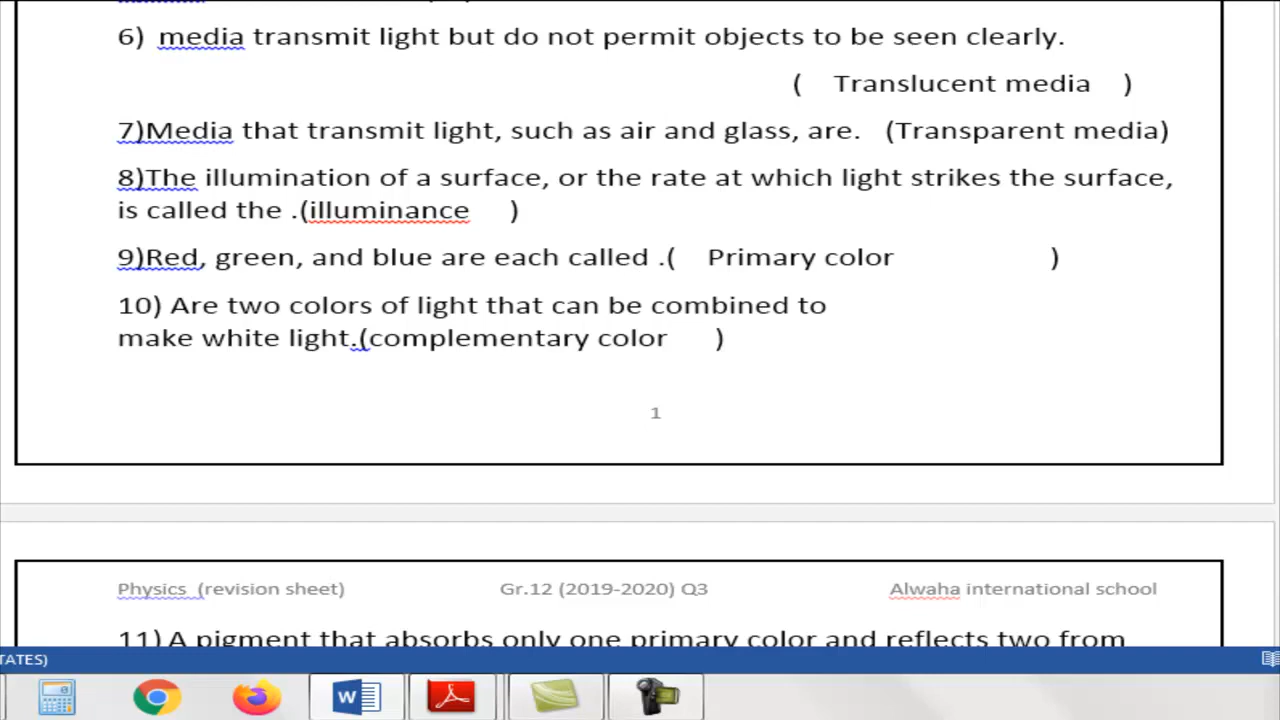 6) media transmit light but do not permit objects to be seen clearly.
( Translucent media )
7)Media that transmit light, such as air and glass, are. (Transparent media)
8)The illumination of a surface, or the rate at which light strikes the surface,
is called the .(illuminance )
9)Red, green, and blue are each called .( Primary color )
10) Are two colors of light that can be combined to
make white light.(complementary color )
1
Physics (revision sheet) Gr.12 (2019-2020) Q3 Alwaha international school
11) A pigment that absorbs only one primary color and reflects two from
TATES)